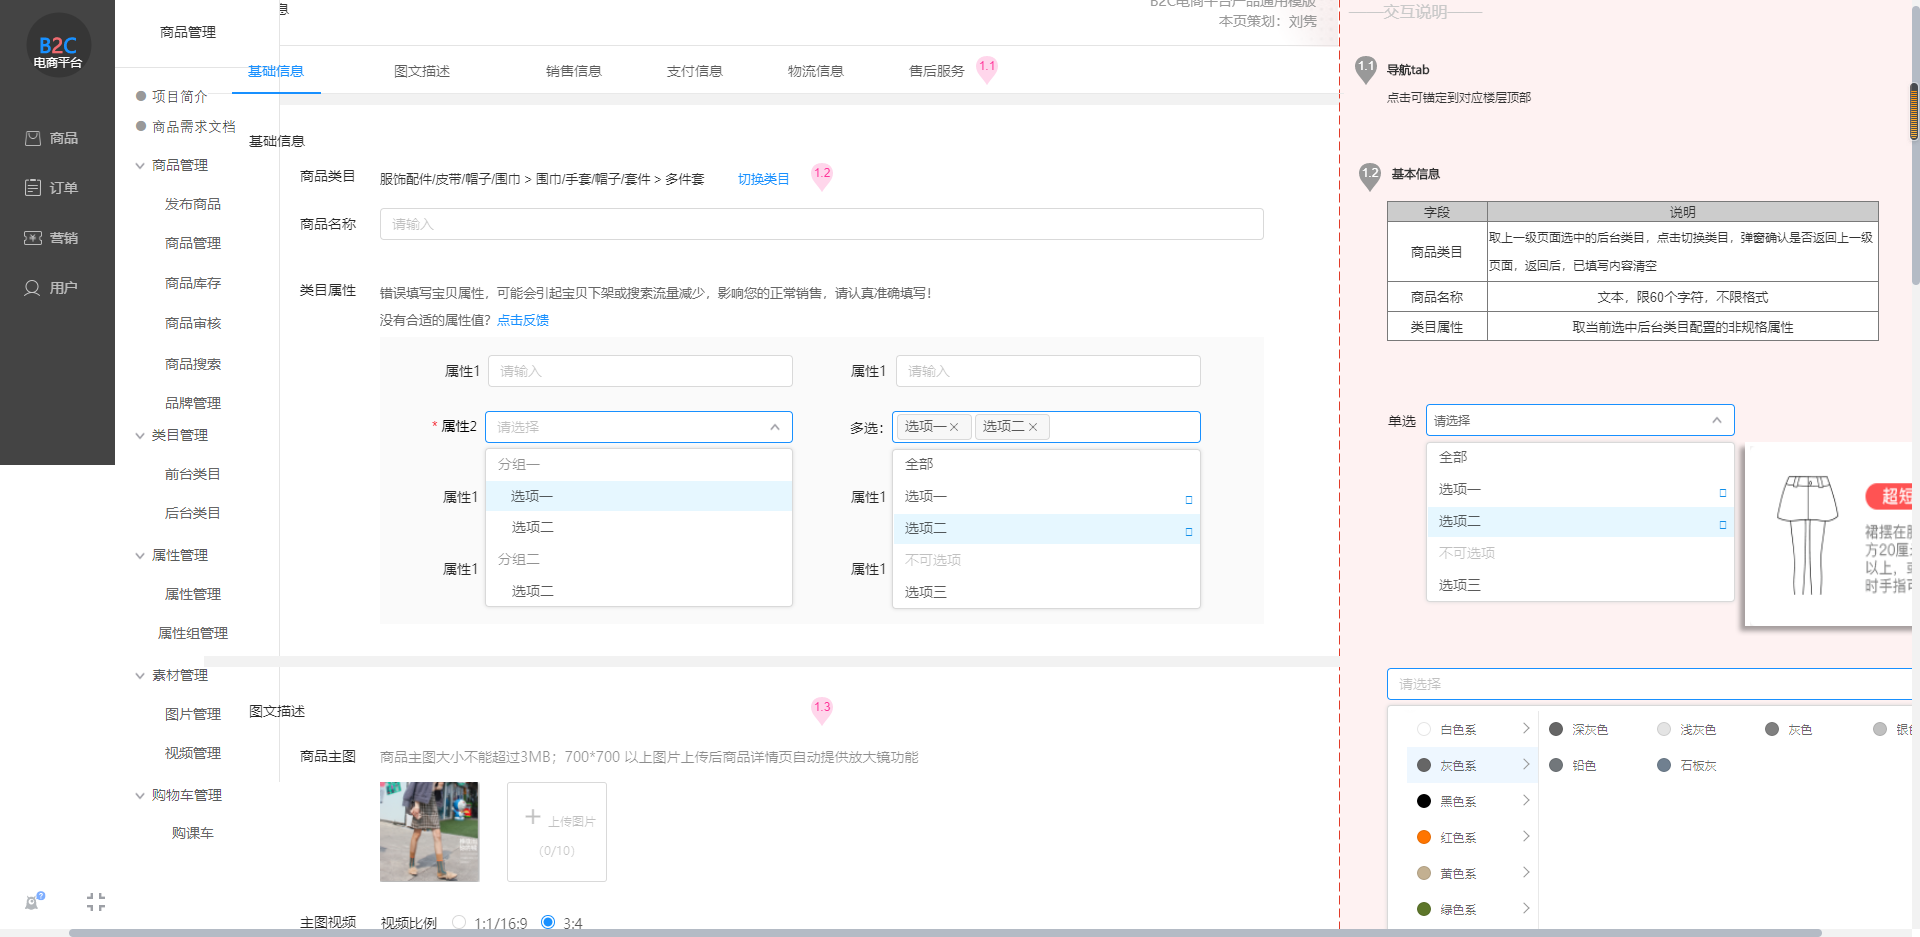 B2C
电商平台
商品
订单
营销
用户
商品管理
项目简介
商品需求文档
商品管理
发布商品
商品管理
商品库存
商品审核
商品搜索
品牌管理
类目管理
前台类目
后台类目
属性管理
属性管理
属性组管理
素材管理
图片管理
视频管理
购物车管理
购课车
息
B2C电商平台产品通用模版
本页策划：刘隽
基础信息 图文描述 销售信息 支付信息 物流信息 售后服务 1.1
基础信息
商品类目 服饰配件/皮带/帽子/围巾 > 围巾/手套/帽子/套件 > 多件套 切换类目 1.2
商品名称 请输入
类目属性 错误填写宝贝属性，可能会引起宝贝下架或搜索流量减少，影响您的正常销售，请认真准确填写！
没有合适的属性值？点击反馈
属性1 请输入 属性1 请输入
* 属性2 请选择 多选： 选项一 选项二
分组一 全部
属性1 选项一 属性1 选项一
选项二 选项二
分组二 不可选项
属性1 选项二 属性1 选项三
图文描述 1.3
商品主图 商品主图大小不能超过3MB；700*700 以上图片上传后商品详情页自动提供放大镜功能
上传图片
(0/10)
主图视频 视频比例 1:1/16:9 3:4
交互说明
1.1 导航tab
点击可锚定到对应楼层顶部
1.2 基本信息
字段 说明
商品类目 取上一级页面选中的后台类目，点击切换类目，弹窗确认是否返回上一级
页面，返回后，已填写内容清空
商品名称 文本，限60个字符，不限格式
类目属性 取当前选中后台类目配置的非规格属性
单选 请选择
全部
选项一
选项二
不可选项
选项三
超短
裙摆在
方20厘
以上，
时手指
请选择
白色系 深灰色 浅灰色 灰色 银
灰色系 铅色 石板灰
黑色系
红色系
黄色系
绿色系